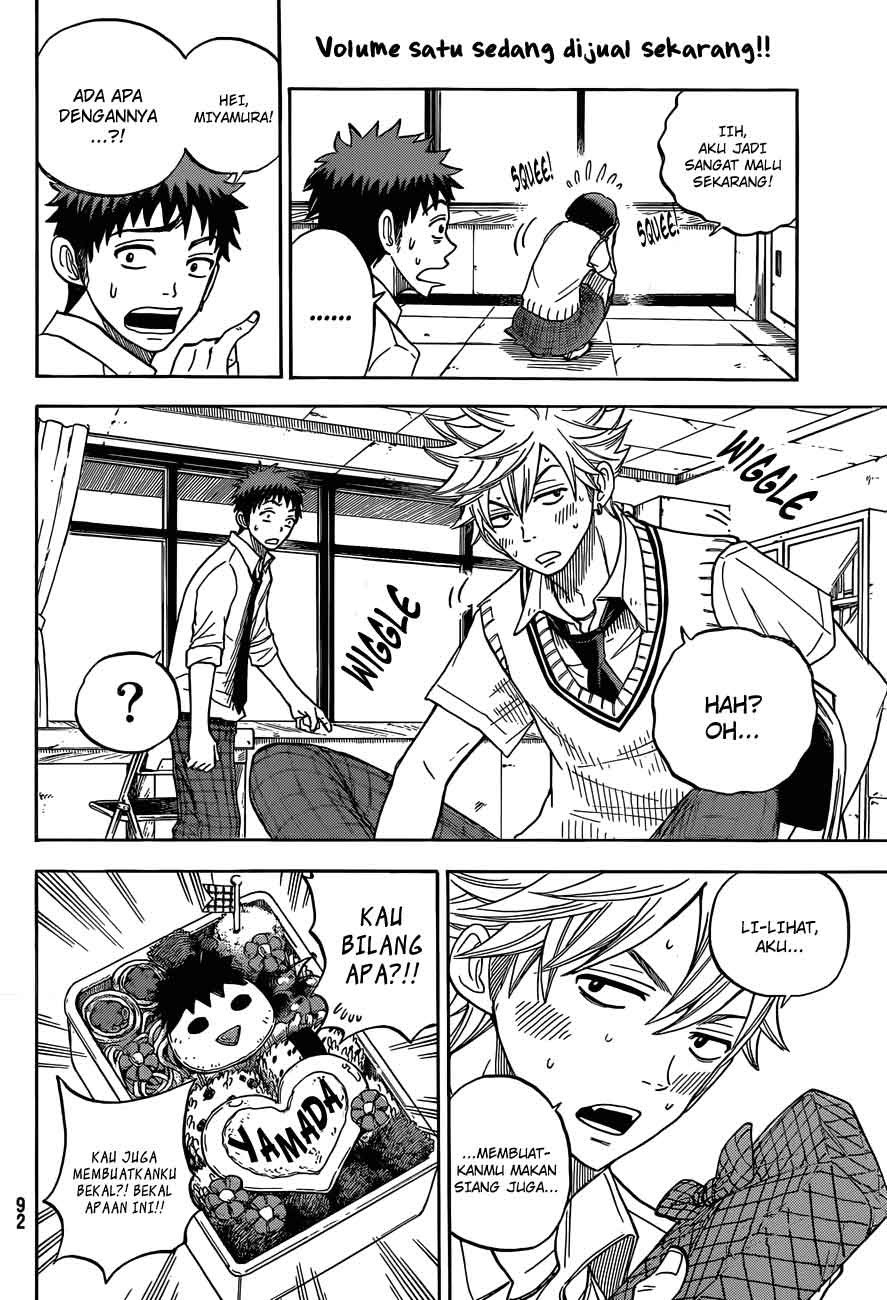 Volume satu sedang dijual sekarang!!
IIH,
AKU JADI
SANGAT MALU
SEKARANG!
SQUEE!
SQUEE!
......
HEI,
MIYAMURA!
ADA APA
DENGANNYA
...?!
WIGGLE
WIGGLE
HAH?
OH...
?
LI-LIHAT,
AKU...
...MEMBUAT-
KANMU MAKAN
SIANG JUGA...
KAU
BILANG
APA?!!
YAMADA
KAU JUGA
MEMBUATKANKU
BEKAL?! BEKAL
APAAN INI!!
92